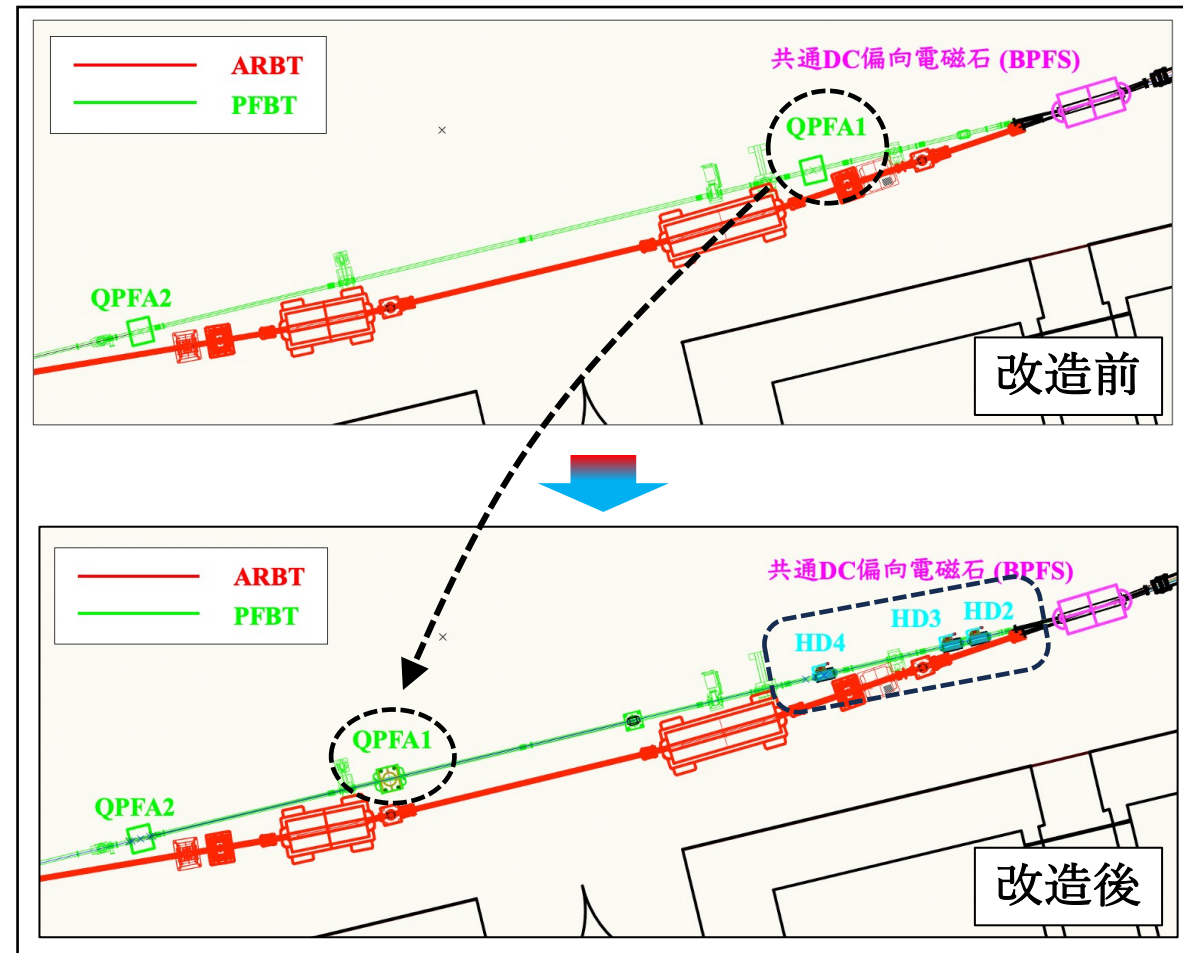 ARBT
PFBT
共通DC偏向電磁石 (BPFS)
QPFA1
QPFA2
改造前
ARBT
PFBT
共通DC偏向電磁石 (BPFS)
HD2
HD3
HD4
QPFA1
QPFA2
改造後